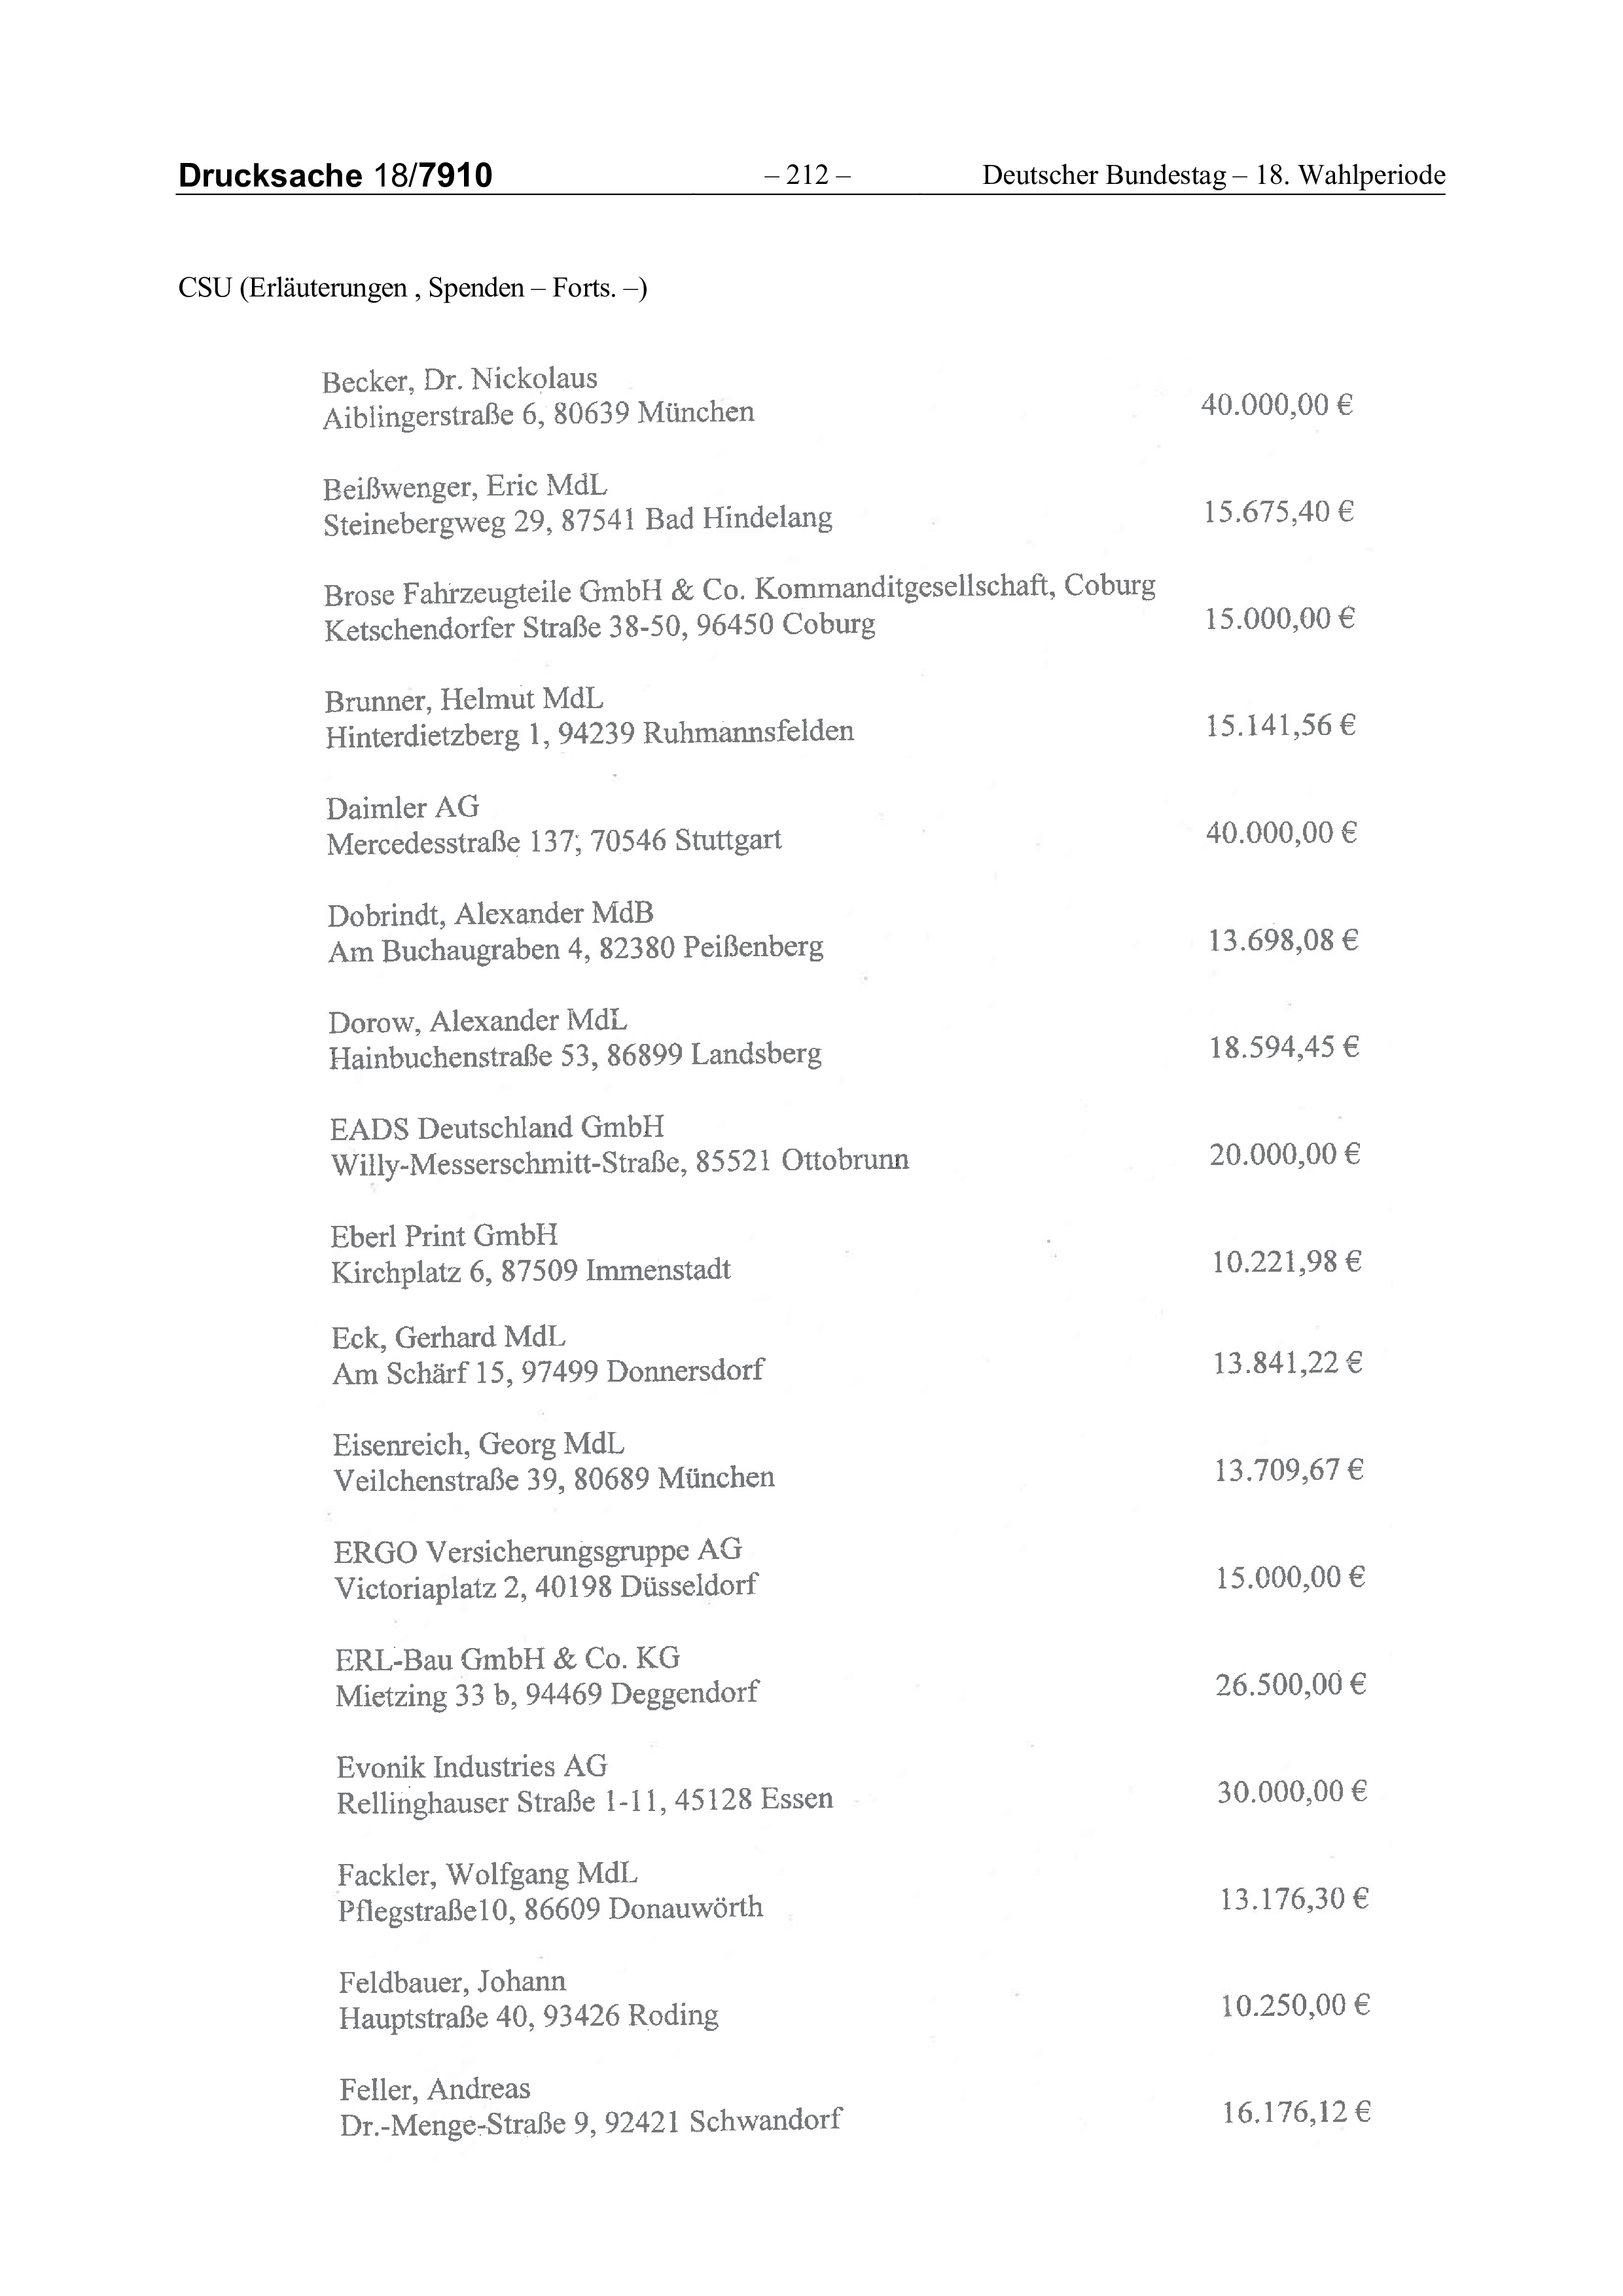 Drucksache 18/7910 – 212 – Deutscher Bundestag – 18. Wahlperiode
CSU (Erläuterungen , Spenden – Forts. –)
Becker, Dr. Nickolaus
Aiblingerstraße 6, 80639 München 40.000,00 €
Beißwenger, Eric MdL
Steinebergweg 29, 87541 Bad Hindelang 15.675,40 €
Brose Fahrzeugteile GmbH & Co. Kommanditgesellschaft, Coburg
Ketschendorfer Straße 38-50, 96450 Coburg 15.000,00 €
Brunner, Helmut MdL
Hinterdietzberg 1, 94239 Ruhmannsfelden 15.141,56 €
Daimler AG
Mercedesstraße 137; 70546 Stuttgart 40.000,00 €
Dobrindt, Alexander MdB
Am Buchaugraben 4, 82380 Peißenberg 13.698,08 €
Dorow, Alexander MdL
Hainbuchenstraße 53, 86899 Landsberg 18.594,45 €
EADS Deutschland GmbH
Willy-Messerschmitt-Straße, 85521 Ottobrunn 20.000,00 €
Eberl Print GmbH
Kirchplatz 6, 87509 Immenstadt 10.221,98 €
Eck, Gerhard MdL
Am Schärf 15, 97499 Donnersdorf 13.841,22 €
Eisenreich, Georg MdL
Veilchenstraße 39, 80689 München 13.709,67 €
ERGO Versicherungsgruppe AG
Victoriaplatz 2, 40198 Düsseldorf 15.000,00 €
ERL-Bau GmbH & Co. KG
Mietzing 33 b, 94469 Deggendorf 26.500,00 €
Evonik Industries AG
Rellinghauser Straße 1-11, 45128 Essen 30.000,00 €
Fackler, Wolfgang MdL
Pflegstraße10, 86609 Donauwörth 13.176,30 €
Feldbauer, Johann
Hauptstraße 40, 93426 Roding 10.250,00 €
Feller, Andreas
Dr.-Menge-Straße 9, 92421 Schwandorf 16.176,12 €